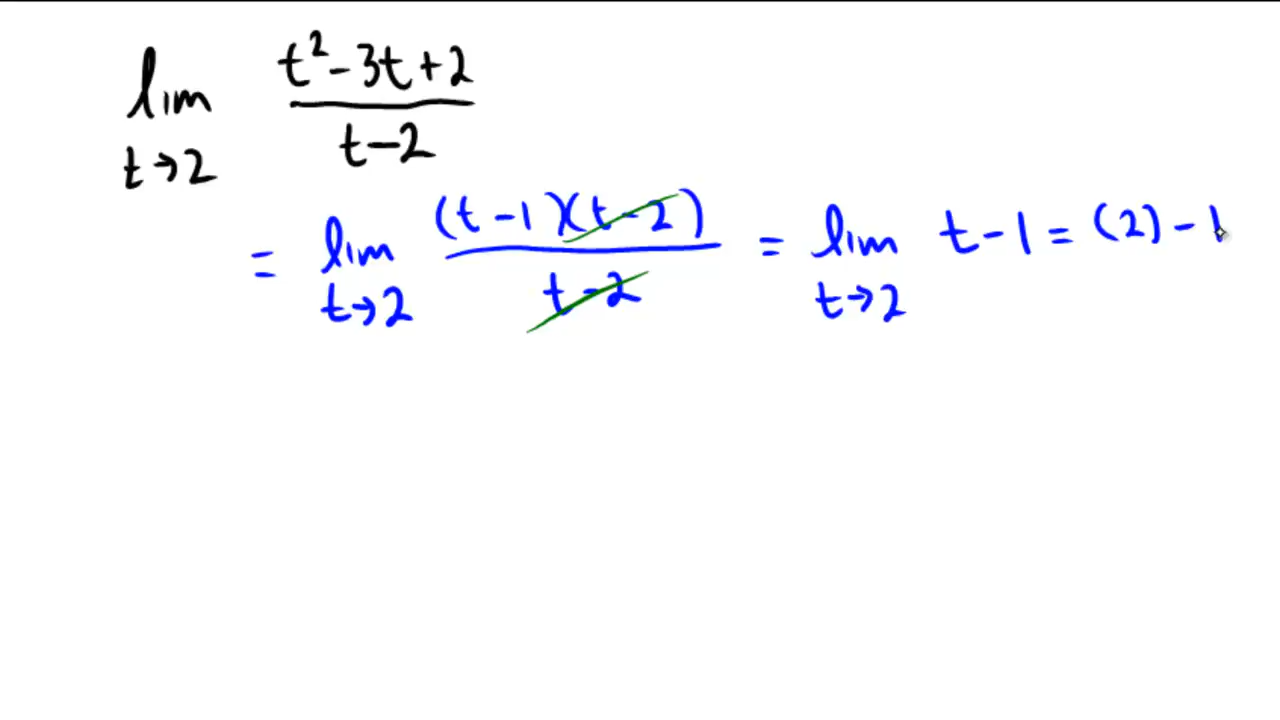 lim t²-3t+2
t→2 t-2
= lim (t-1)(t-2) = lim t-1 = (2)-1
t→2 t-2 t→2